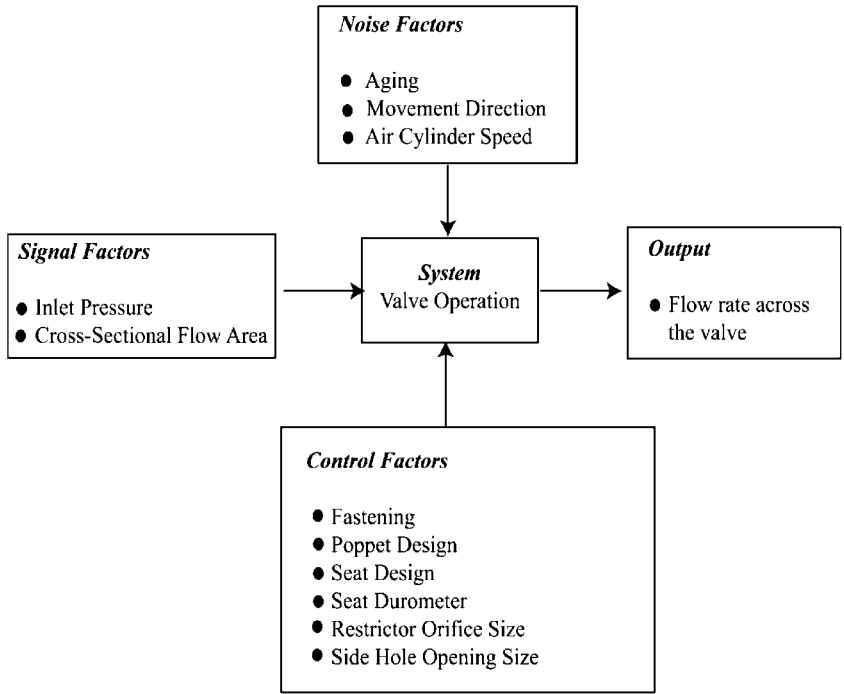 Noise Factors
● Aging
● Movement Direction
● Air Cylinder Speed
Signal Factors
● Inlet Pressure
● Cross-Sectional Flow Area
System
Valve Operation
Output
● Flow rate across
the valve
Control Factors
● Fastening
● Poppet Design
● Seat Design
● Seat Durometer
● Restrictor Orifice Size
● Side Hole Opening Size